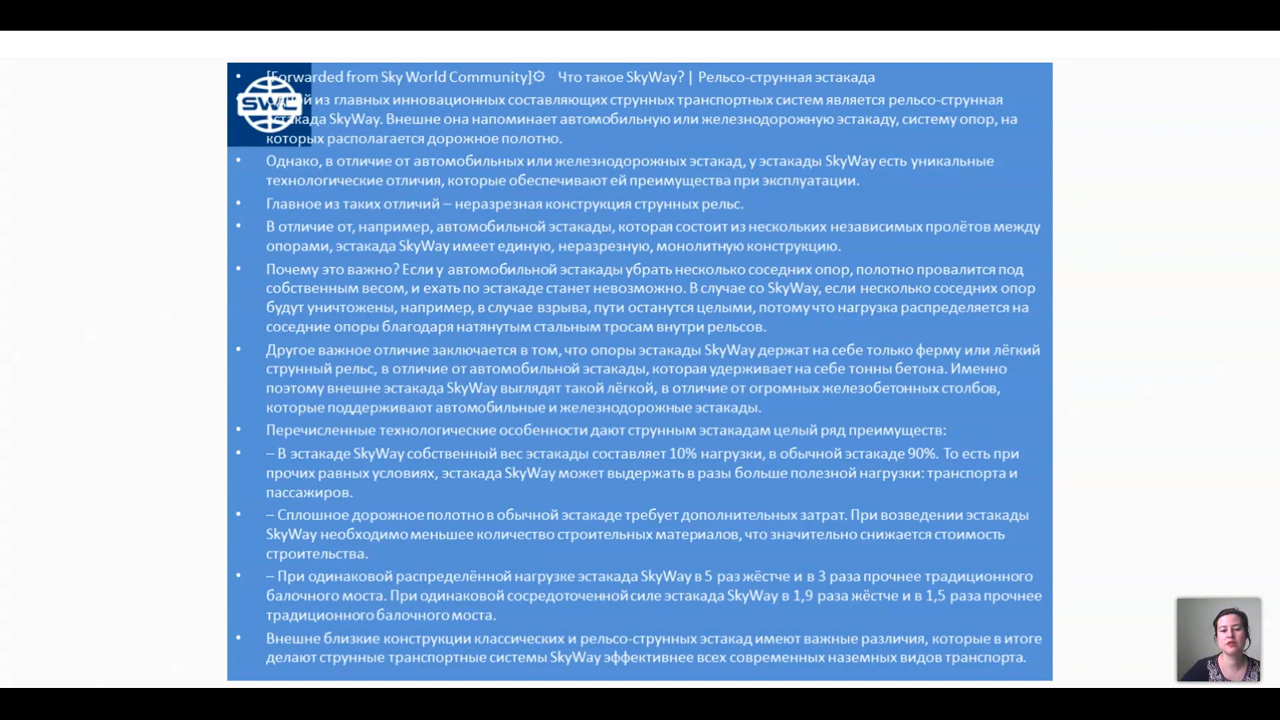 [Forwarded from Sky World Community]⚙ Что такое SkyWay? | Рельсо-струнная эстакада
SWC
Одной из главных инновационных составляющих струнных транспортных систем является рельсо-струнная
эстакада SkyWay. Внешне она напоминает автомобильную или железнодорожную эстакаду, систему опор, на
которых располагается дорожное полотно.
Однако, в отличие от автомобильных или железнодорожных эстакад, у эстакады SkyWay есть уникальные
технологические отличия, которые обеспечивают ей преимущества при эксплуатации.
Главное из таких отличий – неразрезная конструкция струнных рельс.
В отличие от, например, автомобильной эстакады, которая состоит из нескольких независимых пролётов между
опорами, эстакада SkyWay имеет единую, неразрезную, монолитную конструкцию.
Почему это важно? Если у автомобильной эстакады убрать несколько соседних опор, полотно провалится под
собственным весом, и ехать по эстакаде станет невозможно. В случае со SkyWay, если несколько соседних опор
будут уничтожены, например, в случае взрыва, пути останутся целыми, потому что нагрузка распределяется на
соседние опоры благодаря натянутым стальным тросам внутри рельсов.
Другое важное отличие заключается в том, что опоры эстакады SkyWay держат на себе только ферму или лёгкий
струнный рельс, в отличие от автомобильной эстакады, которая удерживает на себе тонны бетона. Именно
поэтому внешне эстакада SkyWay выглядят такой лёгкой, в отличие от огромных железобетонных столбов,
которые поддерживают автомобильные и железнодорожные эстакады.
Перечисленные технологические особенности дают струнным эстакадам целый ряд преимуществ:
– В эстакаде SkyWay собственный вес эстакады составляет 10% нагрузки, в обычной эстакаде 90%. То есть при
прочих равных условиях, эстакада SkyWay может выдержать в разы больше полезной нагрузки: транспорта и
пассажиров.
– Сплошное дорожное полотно в обычной эстакаде требует дополнительных затрат. При возведении эстакады
SkyWay необходимо меньшее количество строительных материалов, что значительно снижается стоимость
строительства.
– При одинаковой распределённой нагрузке эстакада SkyWay в 5 раз жёстче и в 3 раза прочнее традиционного
балочного моста. При одинаковой сосредоточенной силе эстакада SkyWay в 1,9 раза жёстче и в 1,5 раза прочнее
традиционного балочного моста.
Внешне близкие конструкции классических и рельсо-струнных эстакад имеют важные различия, которые в итоге
делают струнные транспортные системы SkyWay эффективнее всех современных наземных видов транспорта.